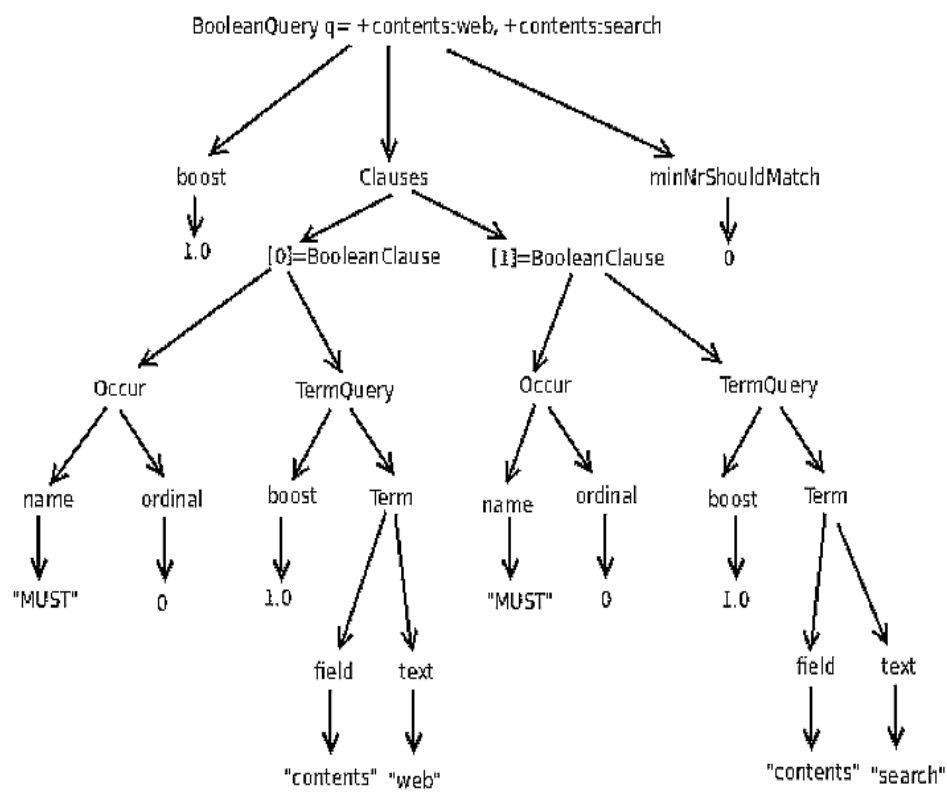 BooleanQuery q= +contents:web, +contents:search
boost Clauses minNrShouldMatch
1.0 [0]=BooleanClause [1]=BooleanClause 0
Occur TermQuery Occur TermQuery
name ordinal boost Term name ordinal boost Term
"MUST" 0 1.0 "MUST" 0 1.0
field text field text
"contents" "web" "contents" "search"